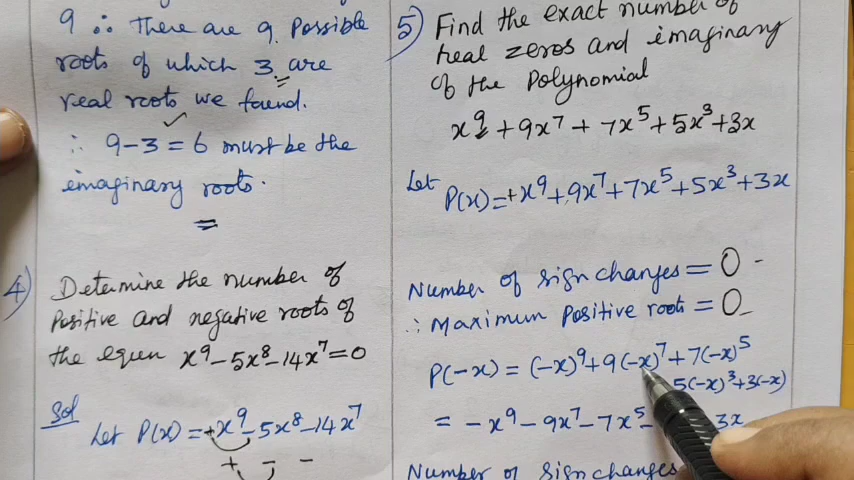 9 ∴ There are 9 possible
roots of which 3 are
real roots we found.
∴ 9 - 3 = 6 must be the
imaginary roots.
4) Determine the number of
positive and negative roots of
the equn x⁹ - 5x⁸ - 14x⁷ = 0
Sol
Let P(x) = +x⁹ - 5x⁸ - 14x⁷
+ - -
5) Find the exact number of
real zeros and imaginary
of the polynomial
x⁹ + 9x⁷ + 7x⁵ + 5x³ + 3x
Let P(x) = +x⁹ + 9x⁷ + 7x⁵ + 5x³ + 3x
Number of sign changes = 0
∴ Maximum Positive roots = 0
P(-x) = (-x)⁹ + 9(-x)⁷ + 7(-x)⁵
5(-x)³ + 3(-x)
= -x⁹ - 9x⁷ - 7x⁵ - 3x
Number of sign changes